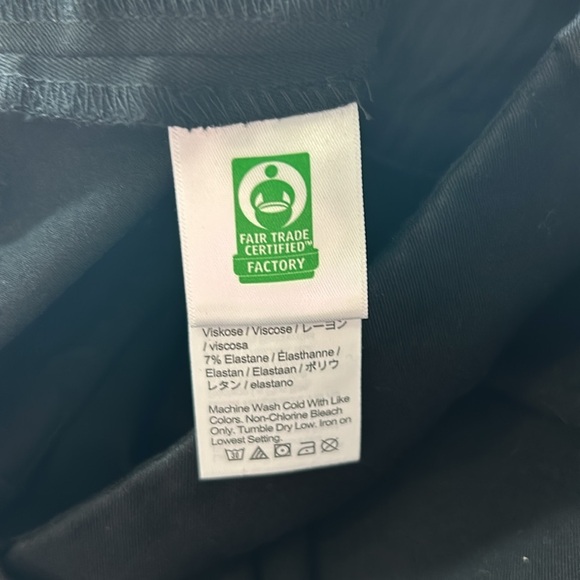 FAIR TRADE
CERTIFIED™
FACTORY
Viskose / Viscose / レーヨン
/ viscosa
7% Elastane / Élasthanne /
Elastan / Elastaan / ポリウ
レタン / elastano
Machine Wash Cold With Like
Colors. Non-Chlorine Bleach
Only. Tumble Dry Low. Iron on
Lowest Setting.